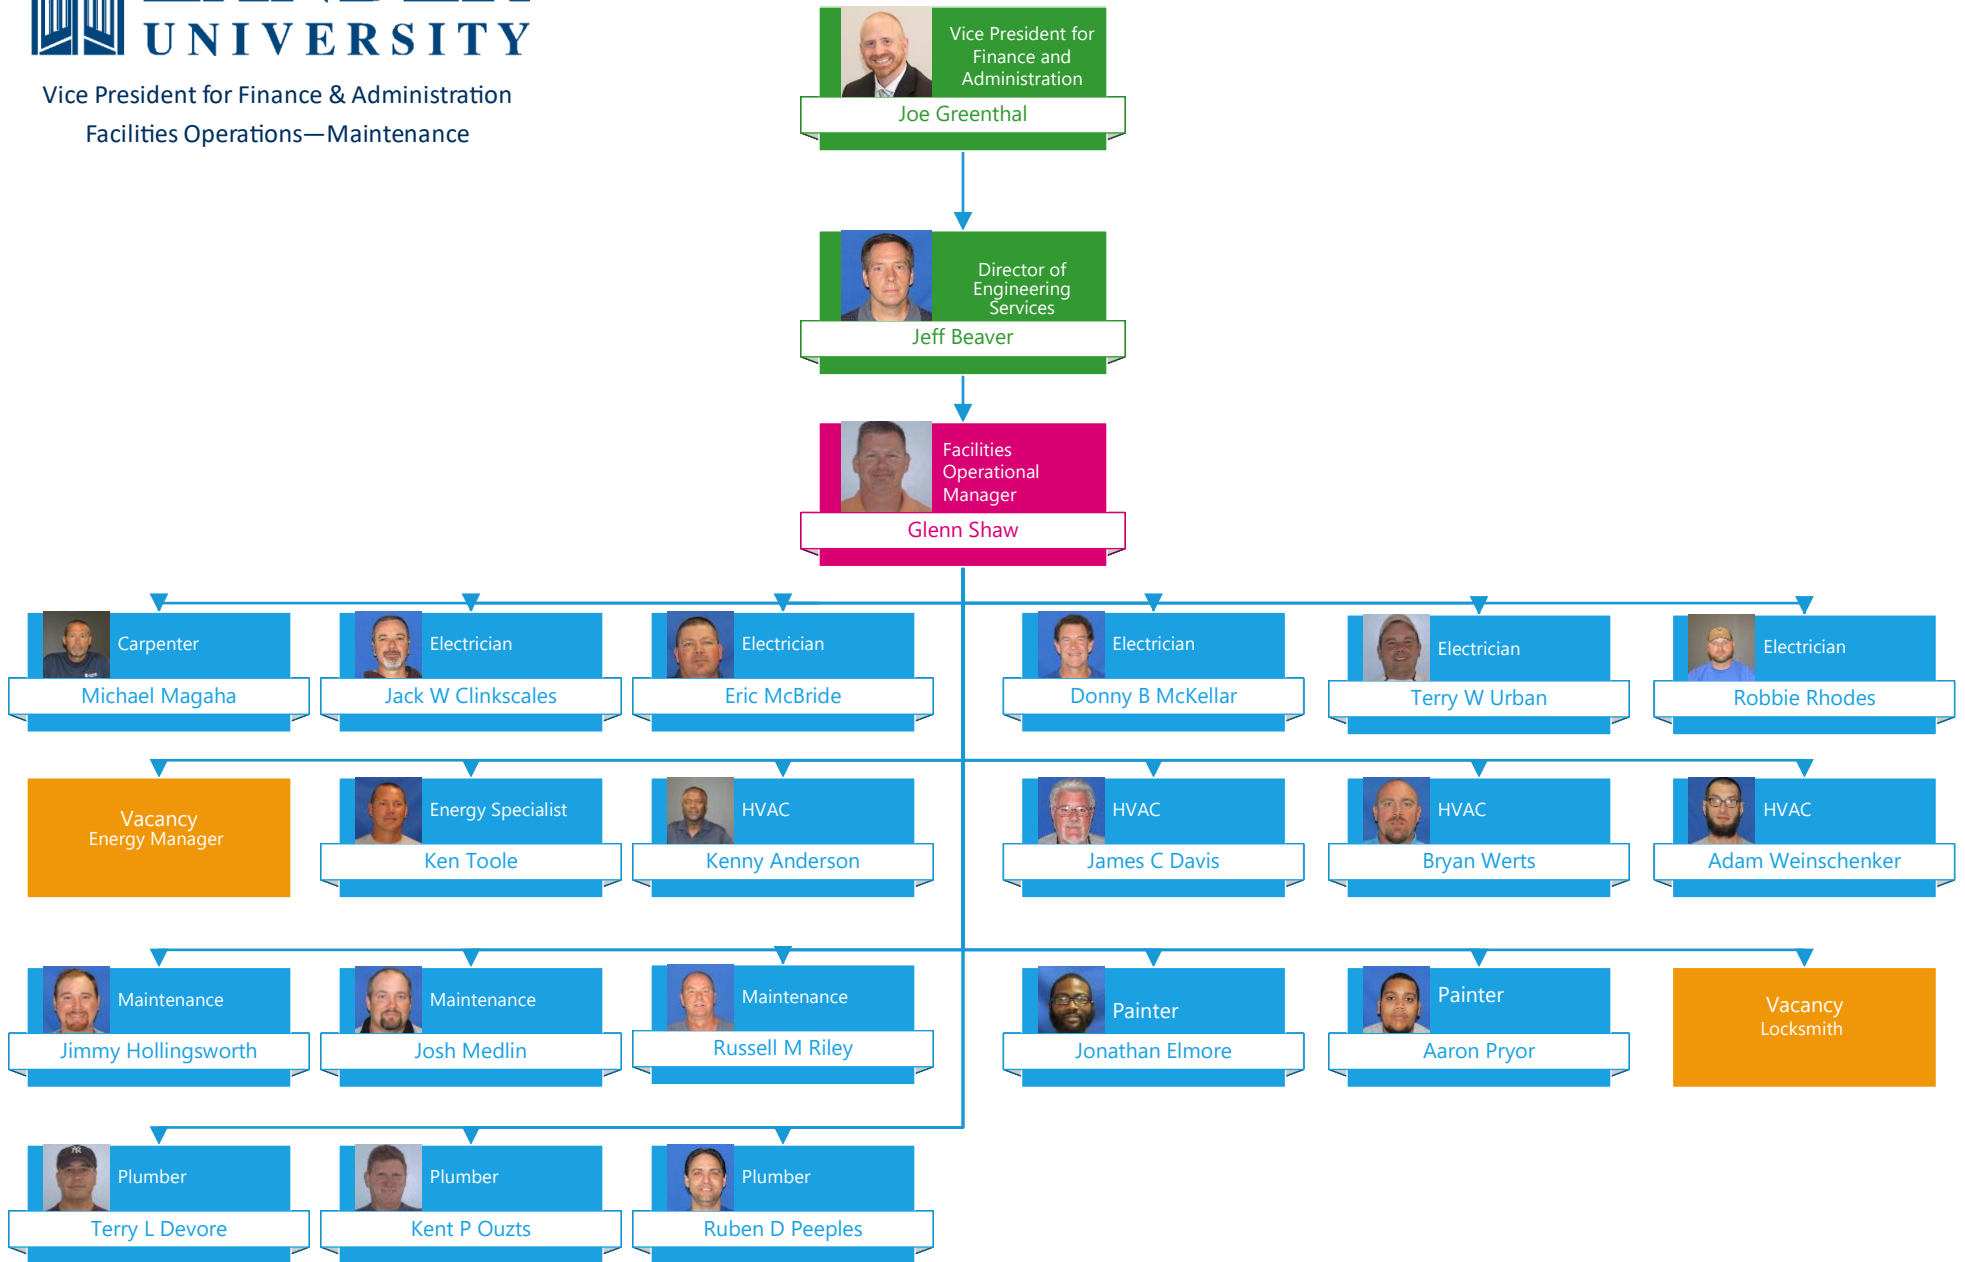 UNIVERSITY
Vice President for Finance & Administration
Facilities Operations—Maintenance
Vice President for
Finance and
Administration
Joe Greenthal
Director of
Engineering
Services
Jeff Beaver
Facilities
Operational
Manager
Glenn Shaw
Carpenter
Michael Magaha
Electrician
Jack W Clinkscales
Electrician
Eric McBride
Electrician
Donny B McKellar
Electrician
Terry W Urban
Electrician
Robbie Rhodes
Vacancy
Energy Manager
Energy Specialist
Ken Toole
HVAC
Kenny Anderson
HVAC
James C Davis
HVAC
Bryan Werts
HVAC
Adam Weinschenker
Maintenance
Jimmy Hollingsworth
Maintenance
Josh Medlin
Maintenance
Russell M Riley
Painter
Jonathan Elmore
Painter
Aaron Pryor
Vacancy
Locksmith
Plumber
Terry L Devore
Plumber
Kent P Ouzts
Plumber
Ruben D Peeples